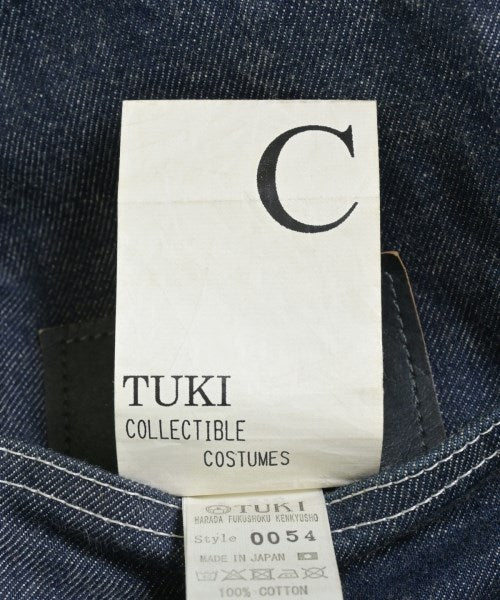 C
TUKI
COLLECTIBLE
COSTUMES
TUKI
HARADA FUKUSHOKU KENKYUSHO
Style 0054
MADE IN JAPAN
100% COTTON